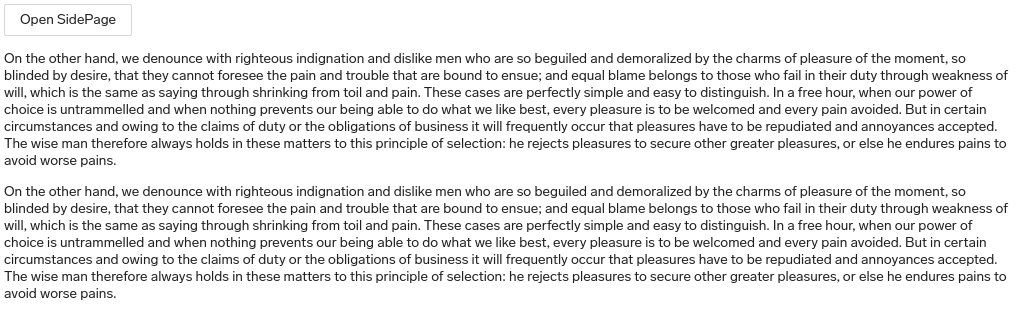 Open SidePage
On the other hand, we denounce with righteous indignation and dislike men who are so beguiled and demoralized by the charms of pleasure of the moment, so
blinded by desire, that they cannot foresee the pain and trouble that are bound to ensue; and equal blame belongs to those who fail in their duty through weakness of
will, which is the same as saying through shrinking from toil and pain. These cases are perfectly simple and easy to distinguish. In a free hour, when our power of
choice is untrammelled and when nothing prevents our being able to do what we like best, every pleasure is to be welcomed and every pain avoided. But in certain
circumstances and owing to the claims of duty or the obligations of business it will frequently occur that pleasures have to be repudiated and annoyances accepted.
The wise man therefore always holds in these matters to this principle of selection: he rejects pleasures to secure other greater pleasures, or else he endures pains to
avoid worse pains.
On the other hand, we denounce with righteous indignation and dislike men who are so beguiled and demoralized by the charms of pleasure of the moment, so
blinded by desire, that they cannot foresee the pain and trouble that are bound to ensue; and equal blame belongs to those who fail in their duty through weakness of
will, which is the same as saying through shrinking from toil and pain. These cases are perfectly simple and easy to distinguish. In a free hour, when our power of
choice is untrammelled and when nothing prevents our being able to do what we like best, every pleasure is to be welcomed and every pain avoided. But in certain
circumstances and owing to the claims of duty or the obligations of business it will frequently occur that pleasures have to be repudiated and annoyances accepted.
The wise man therefore always holds in these matters to this principle of selection: he rejects pleasures to secure other greater pleasures, or else he endures pains to
avoid worse pains.